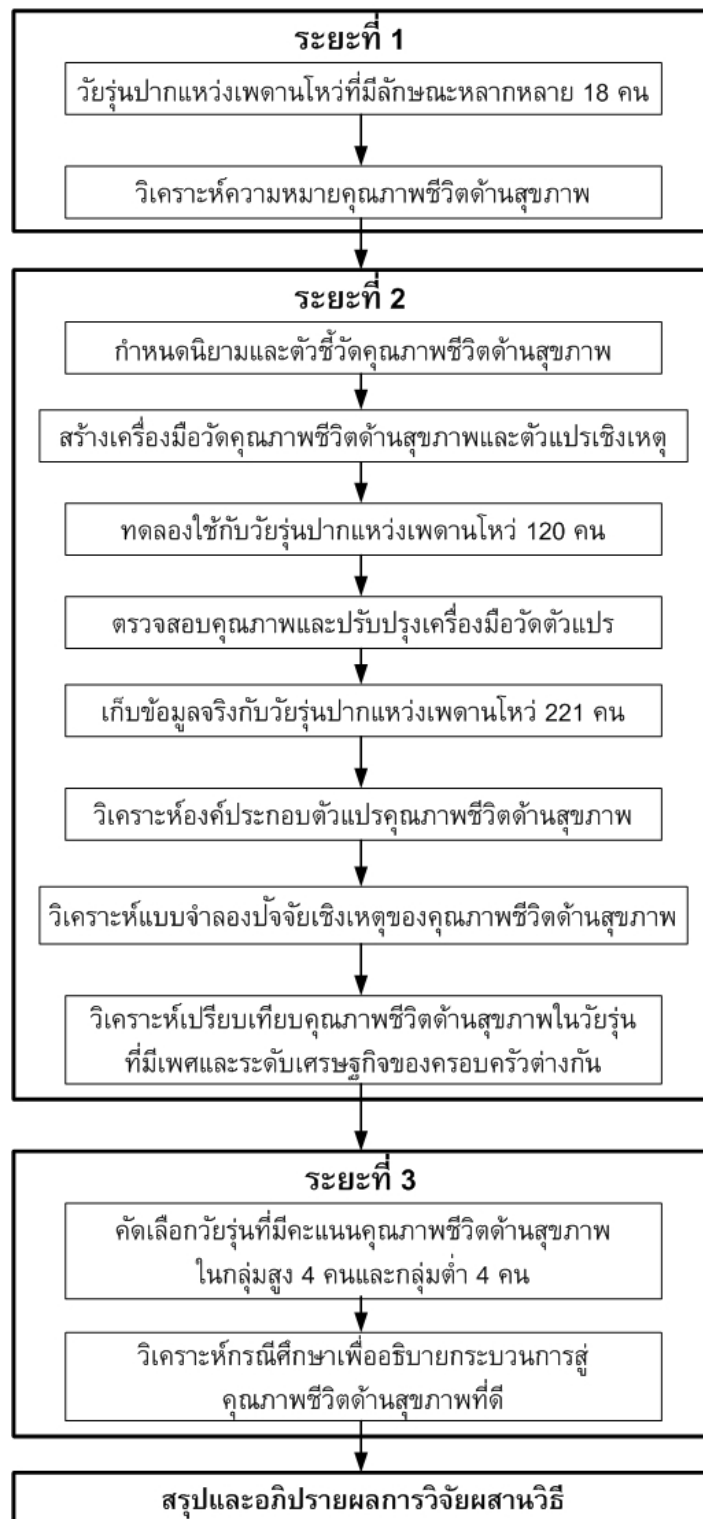 ระยะที่ 1
วัยรุ่นปากแหว่งเพดานโหว่ที่มีลักษณะหลากหลาย 18 คน
วิเคราะห์ความหมายคุณภาพชีวิตด้านสุขภาพ
ระยะที่ 2
กำหนดนิยามและตัวชี้วัดคุณภาพชีวิตด้านสุขภาพ
สร้างเครื่องมือวัดคุณภาพชีวิตด้านสุขภาพและตัวแปรเชิงเหตุ
ทดลองใช้กับวัยรุ่นปากแหว่งเพดานโหว่ 120 คน
ตรวจสอบคุณภาพและปรับปรุงเครื่องมือวัดตัวแปร
เก็บข้อมูลจริงกับวัยรุ่นปากแหว่งเพดานโหว่ 221 คน
วิเคราะห์องค์ประกอบตัวแปรคุณภาพชีวิตด้านสุขภาพ
วิเคราะห์แบบจำลองปัจจัยเชิงเหตุของคุณภาพชีวิตด้านสุขภาพ
วิเคราะห์เปรียบเทียบคุณภาพชีวิตด้านสุขภาพในวัยรุ่น
ที่มีเพศและระดับเศรษฐกิจของครอบครัวต่างกัน
ระยะที่ 3
คัดเลือกวัยรุ่นที่มีคะแนนคุณภาพชีวิตด้านสุขภาพ
ในกลุ่มสูง 4 คนและกลุ่มต่ำ 4 คน
วิเคราะห์กรณีศึกษาเพื่ออธิบายกระบวนการสู่
คุณภาพชีวิตด้านสุขภาพที่ดี
สรุปและอภิปรายผลการวิจัยผสานวิธี